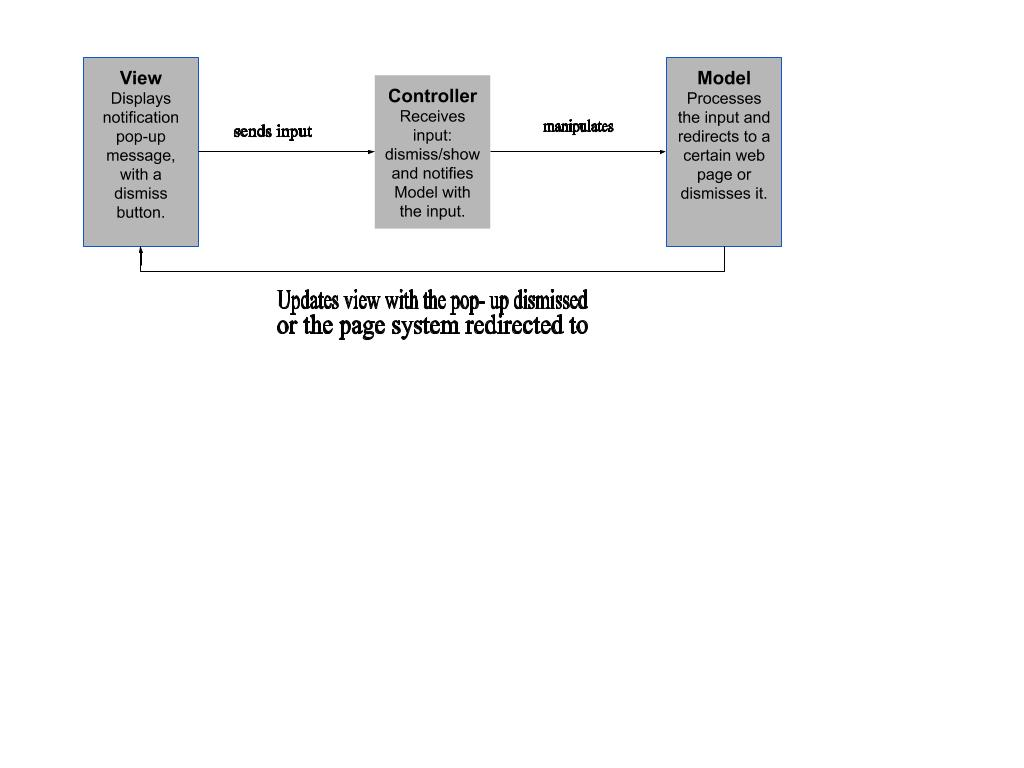 View
Displays
notification
pop-up
message,
with a
dismiss
button.
sends input
Controller
Receives
input:
dismiss/show
and notifies
Model with
the input.
manipulates
Model
Processes
the input and
redirects to a
certain web
page or
dismisses it.
Updates view with the pop- up dismissed
or the page system redirected to